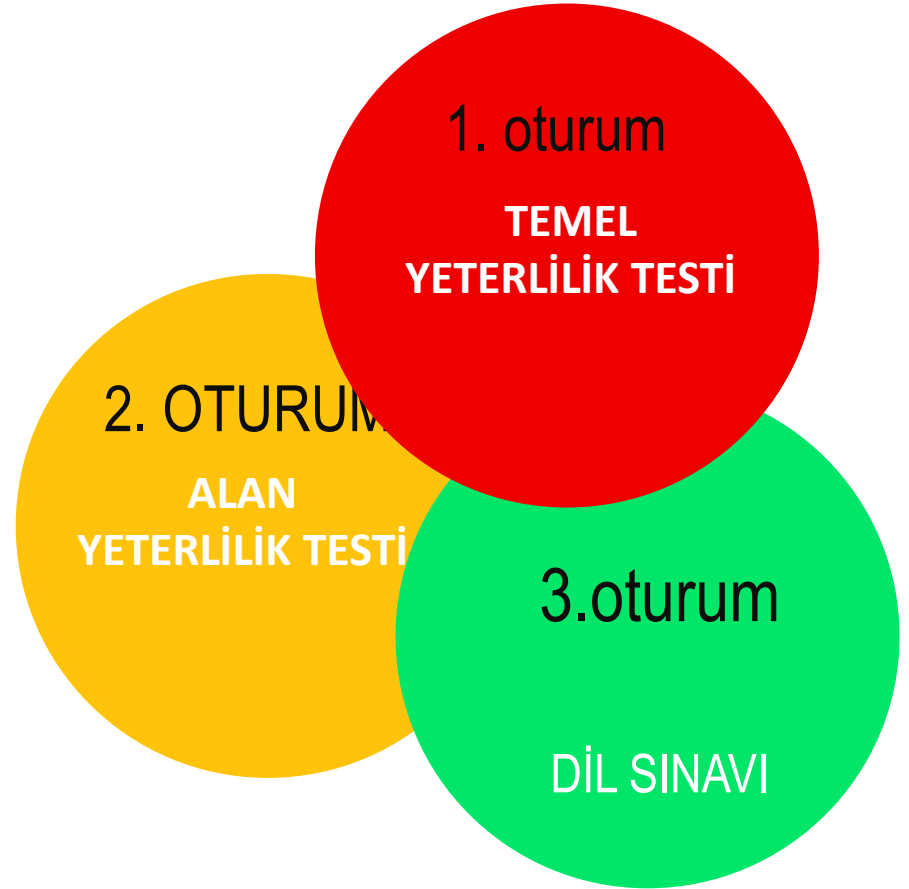 1. oturum
TEMEL
YETERLİLİK TESTİ
2. OTURUM
ALAN
YETERLİLİK TESTİ
3.oturum
DİL SINAVI